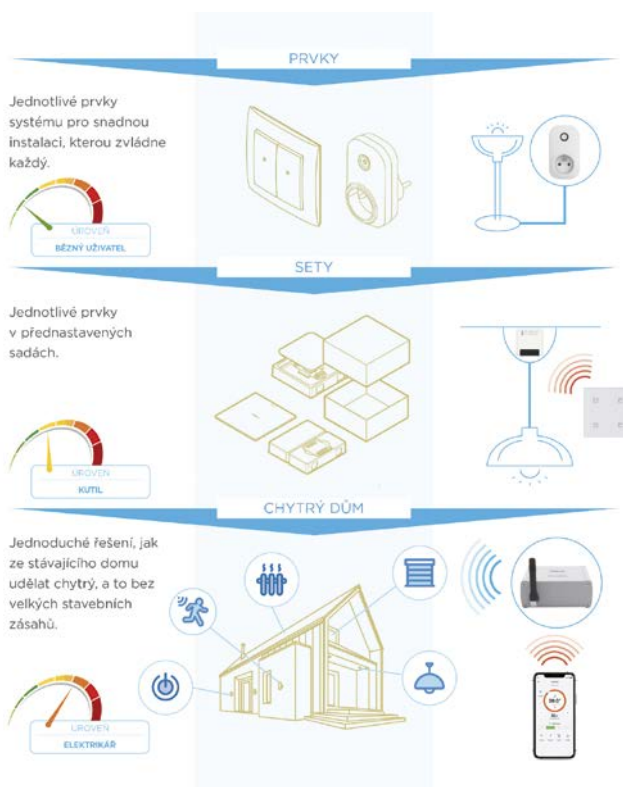 PRVKY
Jednotlivé prvky
systému pro snadnou
instalaci, kterou zvládne
každý.
ÚROVEŇ
BĚZNÝ UŽIVATEL
SETY
Jednotlivé prvky
v přednastavených
sadách.
ÚROVEŇ
KUTIL
CHYTRÝ DŮM
Jednoduché řešení, jak
ze stávajícího domu
udělat chytrý, a to bez
velkých stavebních
zásahů.
ÚROVEŇ
ELEKTRIKÁŘ